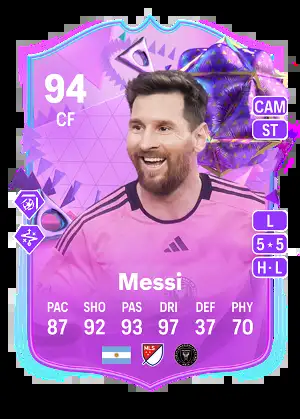 94
CF
CAM
ST
L
5★5
H·L
Messi
PAC SHO PAS DRI DEF PHY
87 92 93 97 37 70
MLS